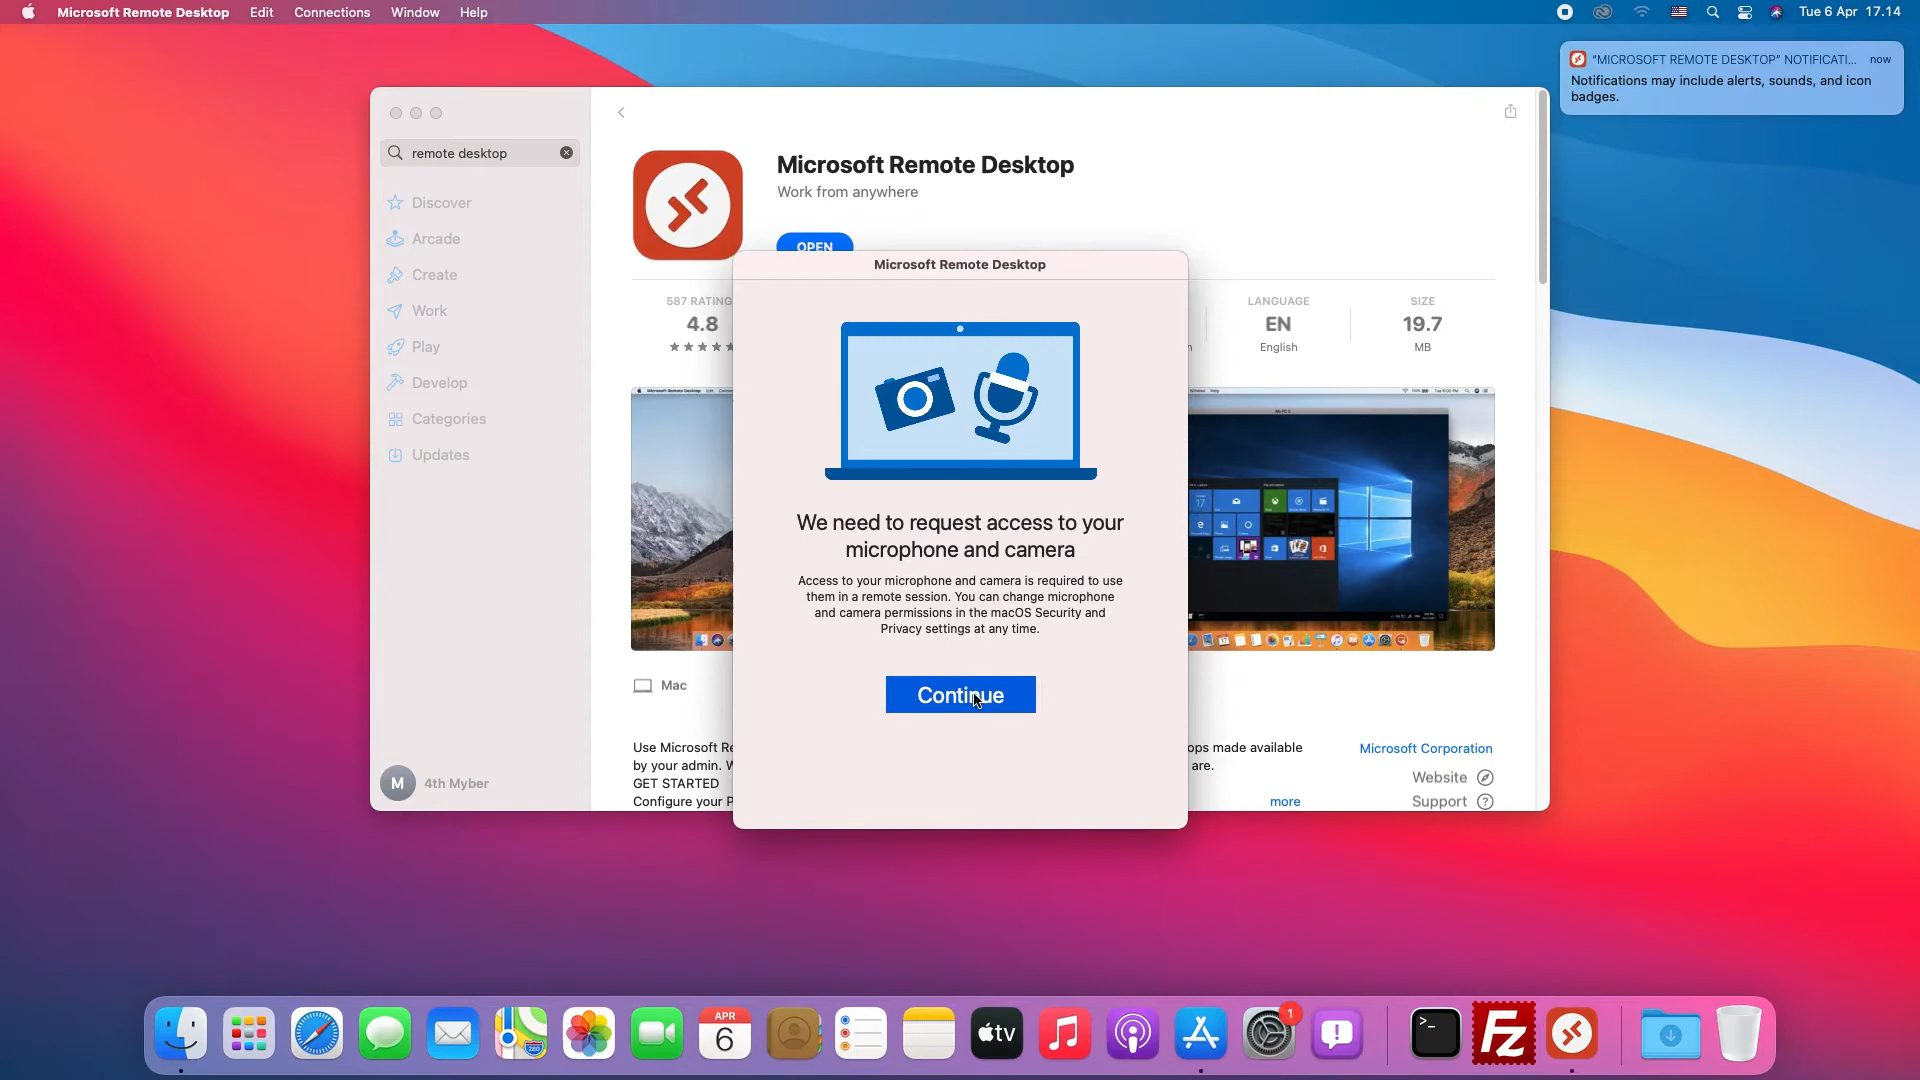 Microsoft Remote Desktop Edit Connections Window Help
Tue 6 Apr 17.14
"MICROSOFT REMOTE DESKTOP" NOTIFICATI... now
Notifications may include alerts, sounds, and icon
badges.
remote desktop
Discover
Arcade
Create
Work
Play
Develop
Categories
Updates
M 4th Myber
Microsoft Remote Desktop
Work from anywhere
OPEN
587 RATING
4.8
LANGUAGE
EN
English
SIZE
19.7
MB
Microsoft Remote Desktop
We need to request access to your
microphone and camera
Access to your microphone and camera is required to use
them in a remote session. You can change microphone
and camera permissions in the macOS Security and
Privacy settings at any time.
Continue
Mac
Use Microsoft Re
ops made available
by your admin. W
are.
GET STARTED
Configure your P
more
Microsoft Corporation
Website
Support
280
APR
6
tv
1
>_
Fz